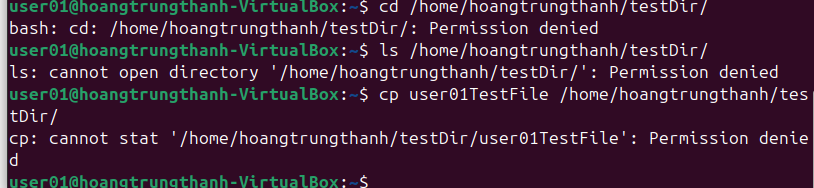 user01@hoangtrungthanh-VirtualBox:~$ cd /home/hoangtrungthanh/testDir/
bash: cd: /home/hoangtrungthanh/testDir/: Permission denied
user01@hoangtrungthanh-VirtualBox:~$ ls /home/hoangtrungthanh/testDir/
ls: cannot open directory '/home/hoangtrungthanh/testDir/': Permission denied
user01@hoangtrungthanh-VirtualBox:~$ cp user01TestFile /home/hoangtrungthanh/tes
tDir/
cp: cannot stat '/home/hoangtrungthanh/testDir/user01TestFile': Permission denie
d
user01@hoangtrungthanh-VirtualBox:~$